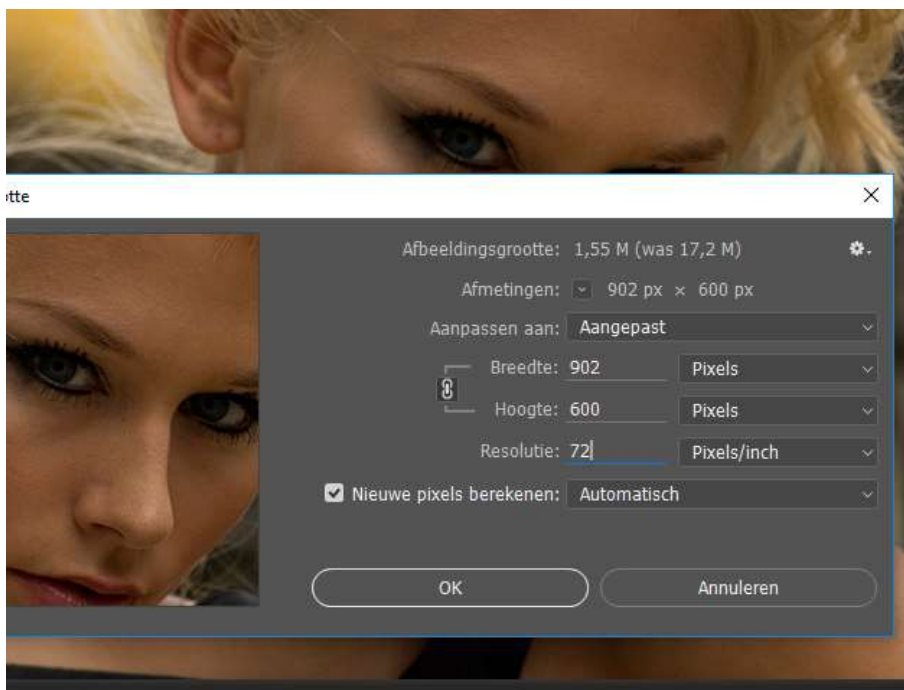 otte
Afbeeldingsgrootte: 1,55 M (was 17,2 M)
Afmetingen: 902 px × 600 px
Aanpassen aan: Aangepast
Breedte: 902 Pixels
Hoogte: 600 Pixels
Resolutie: 72 Pixels/inch
Nieuwe pixels berekenen: Automatisch
OK Annuleren